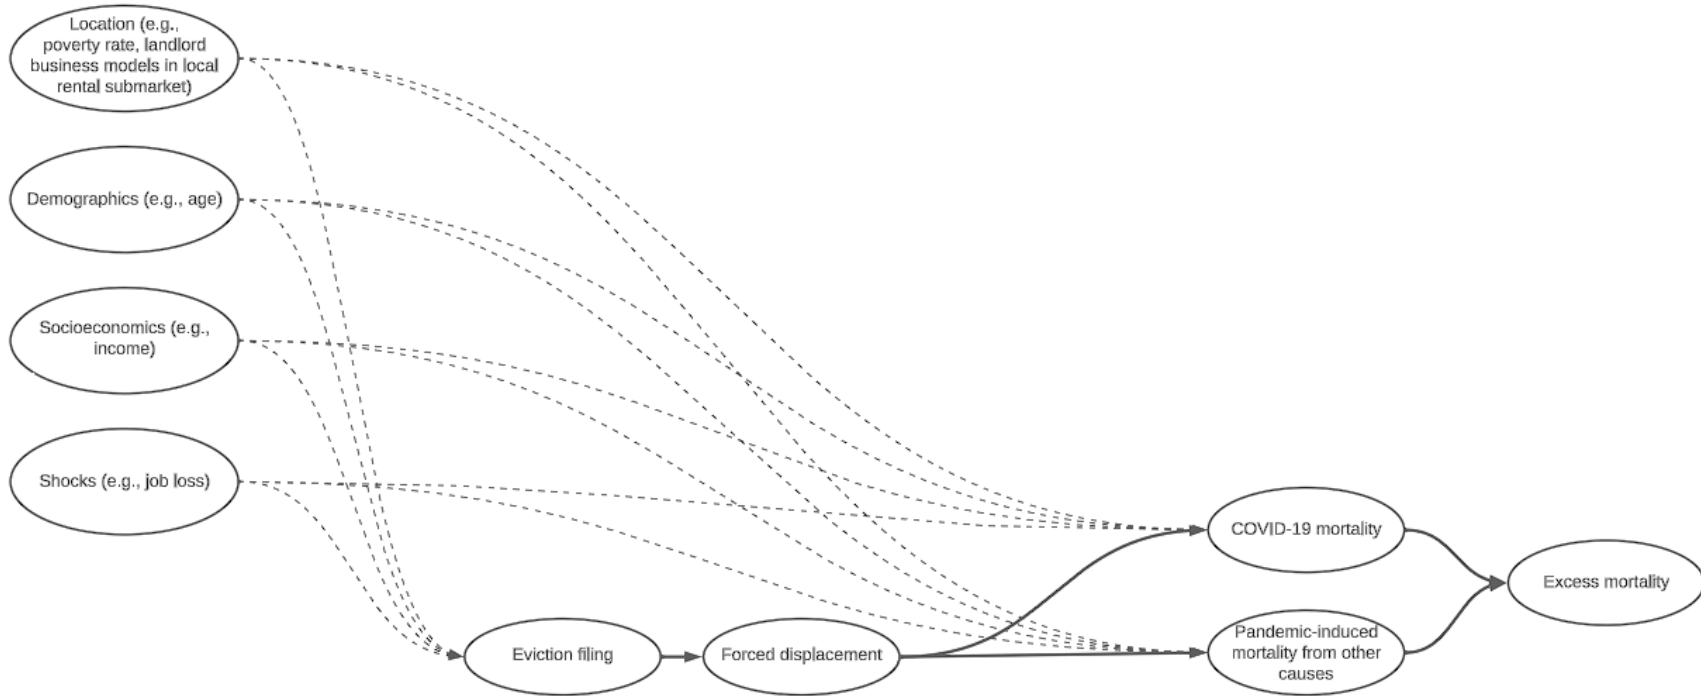 Location (e.g.,
poverty rate, landlord
business models in local
rental submarket)
Demographics (e.g., age)
Socioeconomics (e.g.,
income)
Shocks (e.g., job loss)
COVID-19 mortality
Excess mortality
Eviction filing
Forced displacement
Pandemic-induced
mortality from other
causes